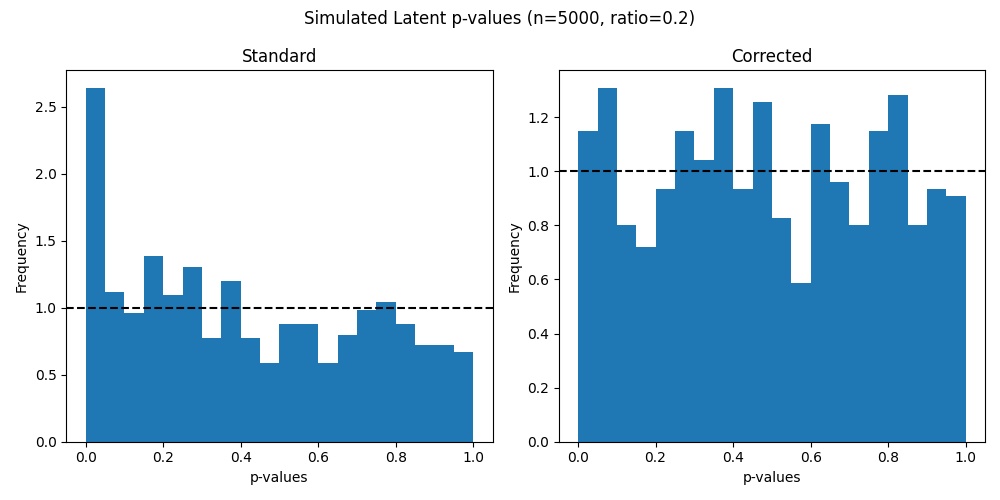 Simulated Latent p-values (n=5000, ratio=0.2)
Standard
Frequency
2.5
2.0
1.5
1.0
0.5
0.0
0.0 0.2 0.4 0.6 0.8 1.0
p-values
Corrected
Frequency
1.2
1.0
0.8
0.6
0.4
0.2
0.0
0.0 0.2 0.4 0.6 0.8 1.0
p-values